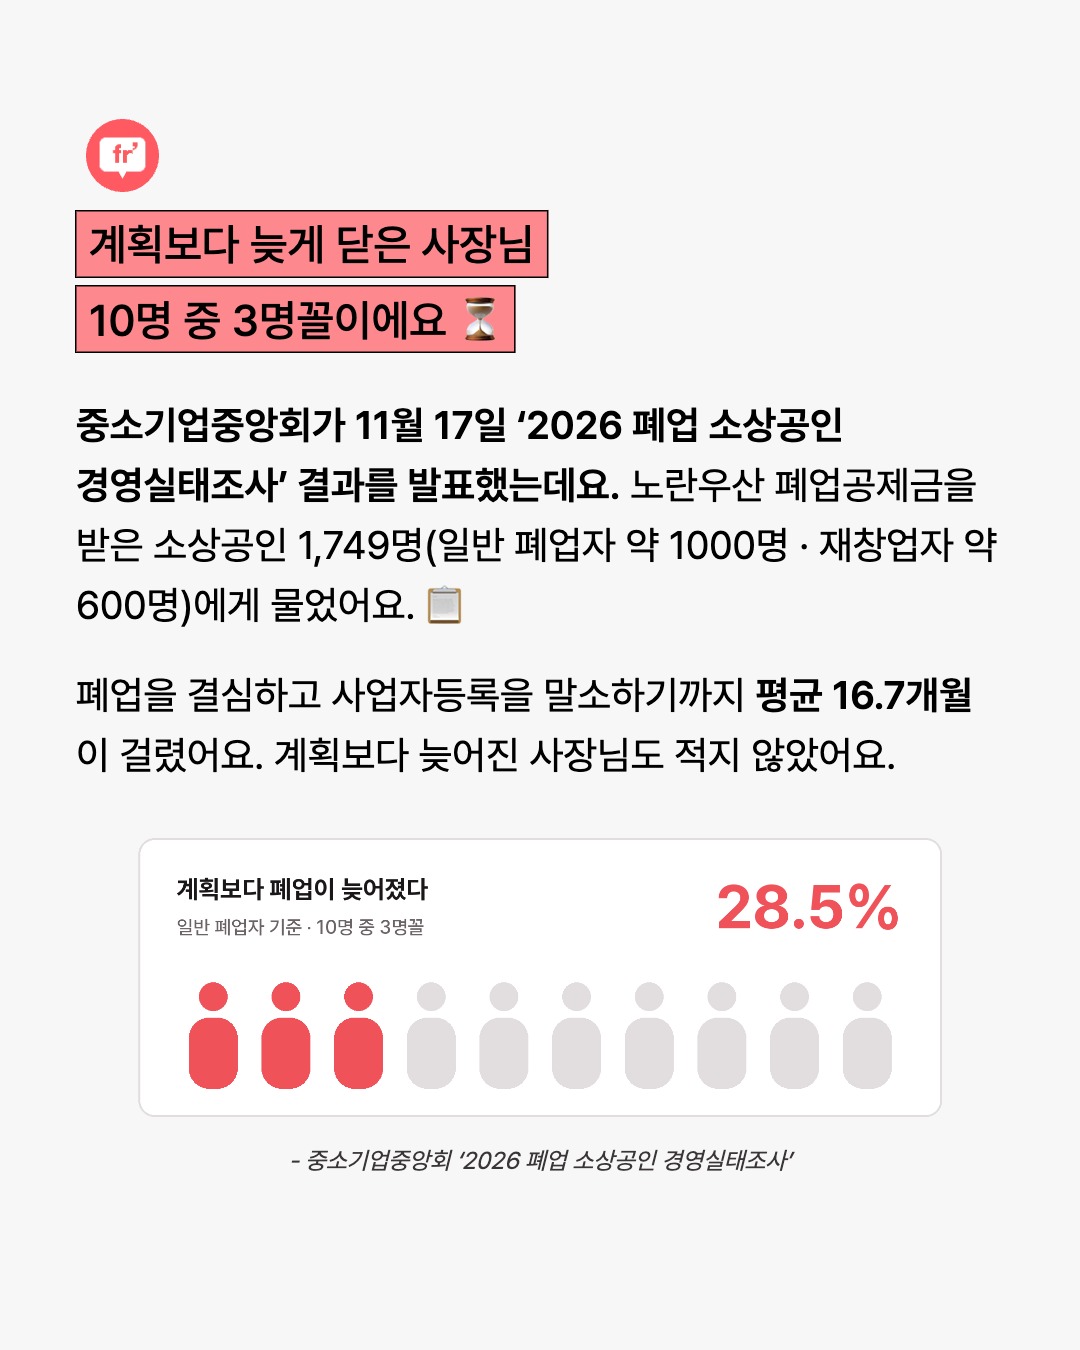 fr’
계획보다 늦게 닫은 사장님
10명 중 3명꼴이에요 ⏳
중소기업중앙회가 11월 17일 ‘2026 폐업 소상공인
경영실태조사’ 결과를 발표했는데요. 노란우산 폐업공제금을
받은 소상공인 1,749명(일반 폐업자 약 1000명 · 재창업자 약
600명)에게 물었어요. 📋
폐업을 결심하고 사업자등록을 말소하기까지 평균 16.7개월
이 걸렸어요. 계획보다 늦어진 사장님도 적지 않았어요.
계획보다 폐업이 늦어졌다
일반 폐업자 기준 · 10명 중 3명꼴
28.5%
- 중소기업중앙회 ‘2026 폐업 소상공인 경영실태조사’